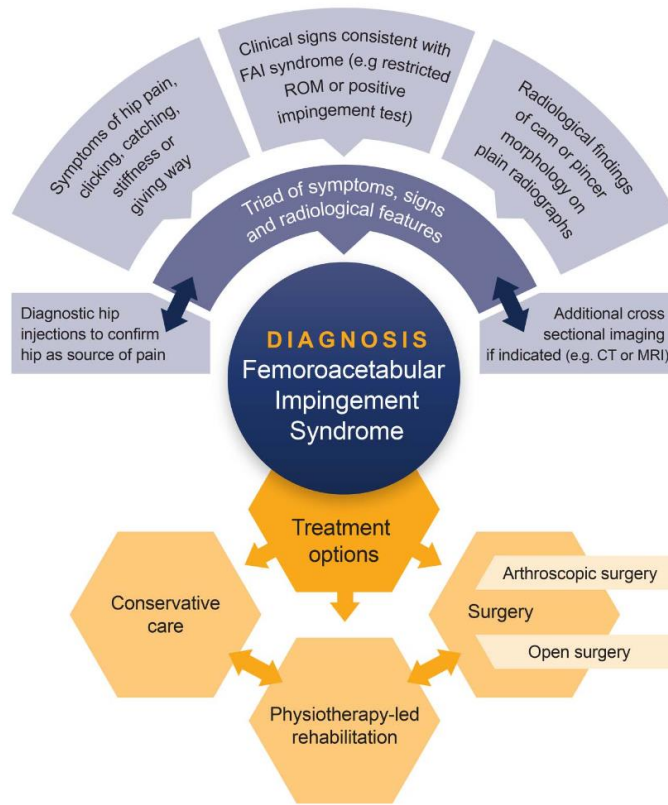 Symptoms of hip pain,
clicking, catching,
stiffness or
giving way
Clinical signs consistent with
FAI syndrome (e.g restricted
ROM or positive
impingement test)
Radiological findings
of cam or pincer
morphology on
plain radiographs
Triad of symptoms, signs
and radiological features
Diagnostic hip
injections to confirm
hip as source of pain
Additional cross
sectional imaging
if indicated (e.g. CT or MRI)
DIAGNOSIS
Femoroacetabular
Impingement
Syndrome
Treatment
options
Conservative
care
Physiotherapy-led
rehabilitation
Arthroscopic surgery
Surgery
Open surgery